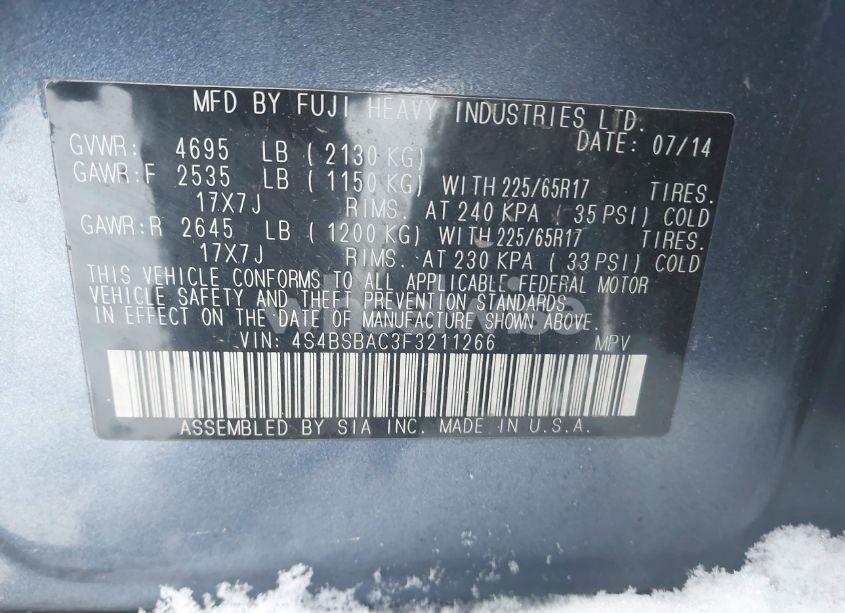 MFD BY FUJI HEAVY INDUSTRIES LTD.
DATE: 07/14
GVWR: 4695 LB ( 2130 KG)
GAWR:F 2535 LB ( 1150 KG) WITH 225/65R17 TIRES.
17X7J RIMS. AT 240 KPA ( 35 PSI) COLD
GAWR:R 2645 LB ( 1200 KG) WITH 225/65R17 TIRES.
17X7J RIMS. AT 230 KPA ( 33 PSI) COLD
THIS VEHICLE CONFORMS TO ALL APPLICABLE FEDERAL MOTOR
VEHICLE SAFETY AND THEFT PREVENTION STANDARDS
IN EFFECT ON THE DATE OF MANUFACTURE SHOWN ABOVE.
VIN: 4S4BSBAC3F3211266 MPV
ASSEMBLED BY SIA INC. MADE IN U.S.A.